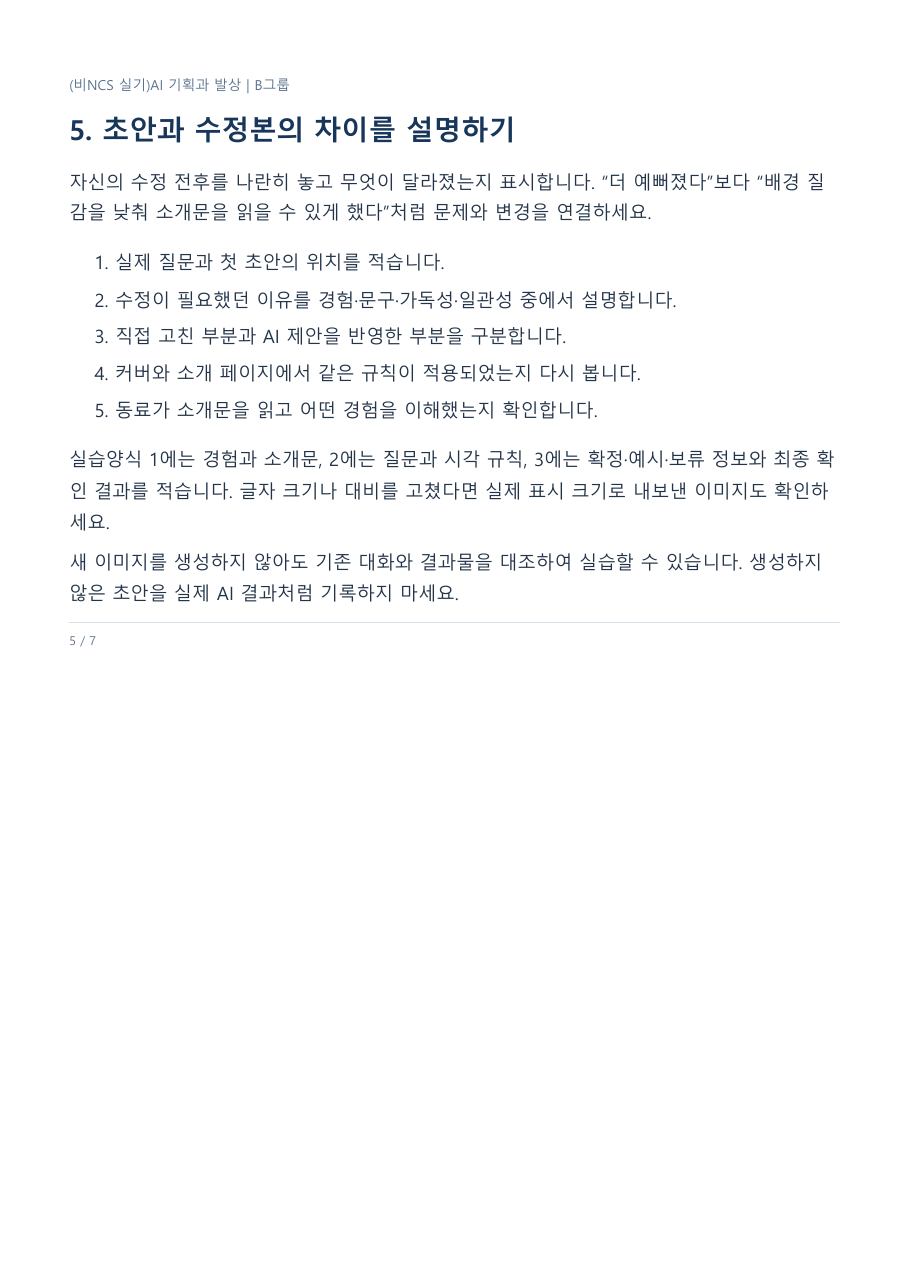 (비NCS 실기)AI 기획과 발상 | B그룹
5. 초안과 수정본의 차이를 설명하기
자신의 수정 전후를 나란히 놓고 무엇이 달라졌는지 표시합니다. “더 예뻐졌다”보다 “배경 질
감을 낮춰 소개문을 읽을 수 있게 했다”처럼 문제와 변경을 연결하세요.
1. 실제 질문과 첫 초안의 위치를 적습니다.
2. 수정이 필요했던 이유를 경험·문구·가독성·일관성 중에서 설명합니다.
3. 직접 고친 부분과 AI 제안을 반영한 부분을 구분합니다.
4. 커버와 소개 페이지에서 같은 규칙이 적용되었는지 다시 봅니다.
5. 동료가 소개문을 읽고 어떤 경험을 이해했는지 확인합니다.
실습양식 1에는 경험과 소개문, 2에는 질문과 시각 규칙, 3에는 확정·예시·보류 정보와 최종 확
인 결과를 적습니다. 글자 크기나 대비를 고쳤다면 실제 표시 크기로 내보낸 이미지도 확인하
세요.
새 이미지를 생성하지 않아도 기존 대화와 결과물을 대조하여 실습할 수 있습니다. 생성하지
않은 초안을 실제 AI 결과처럼 기록하지 마세요.
5 / 7